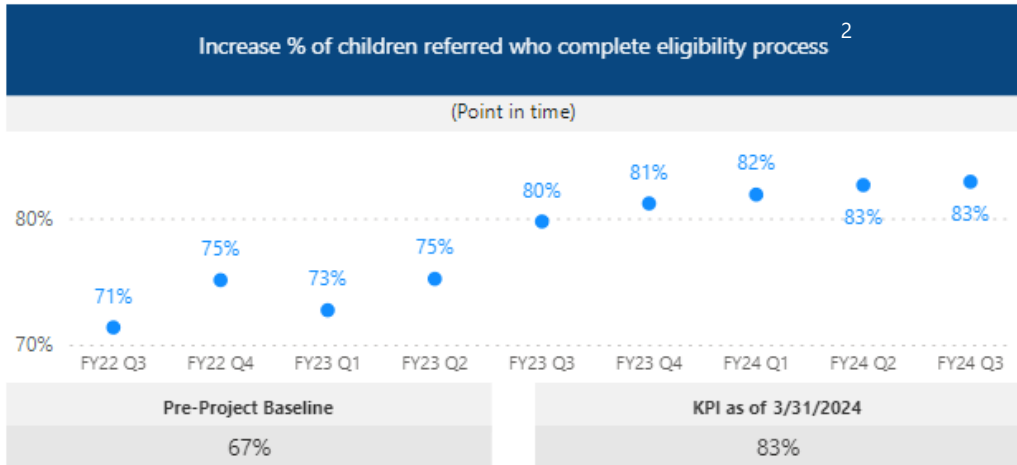 Increase % of children referred who complete eligibility process 2
(Point in time)
80%
70%
71%
75%
73%
75%
80%
81%
82%
83%
83%
FY22 Q3 FY22 Q4 FY23 Q1 FY23 Q2 FY23 Q3 FY23 Q4 FY24 Q1 FY24 Q2 FY24 Q3
Pre-Project Baseline
67%
KPI as of 3/31/2024
83%